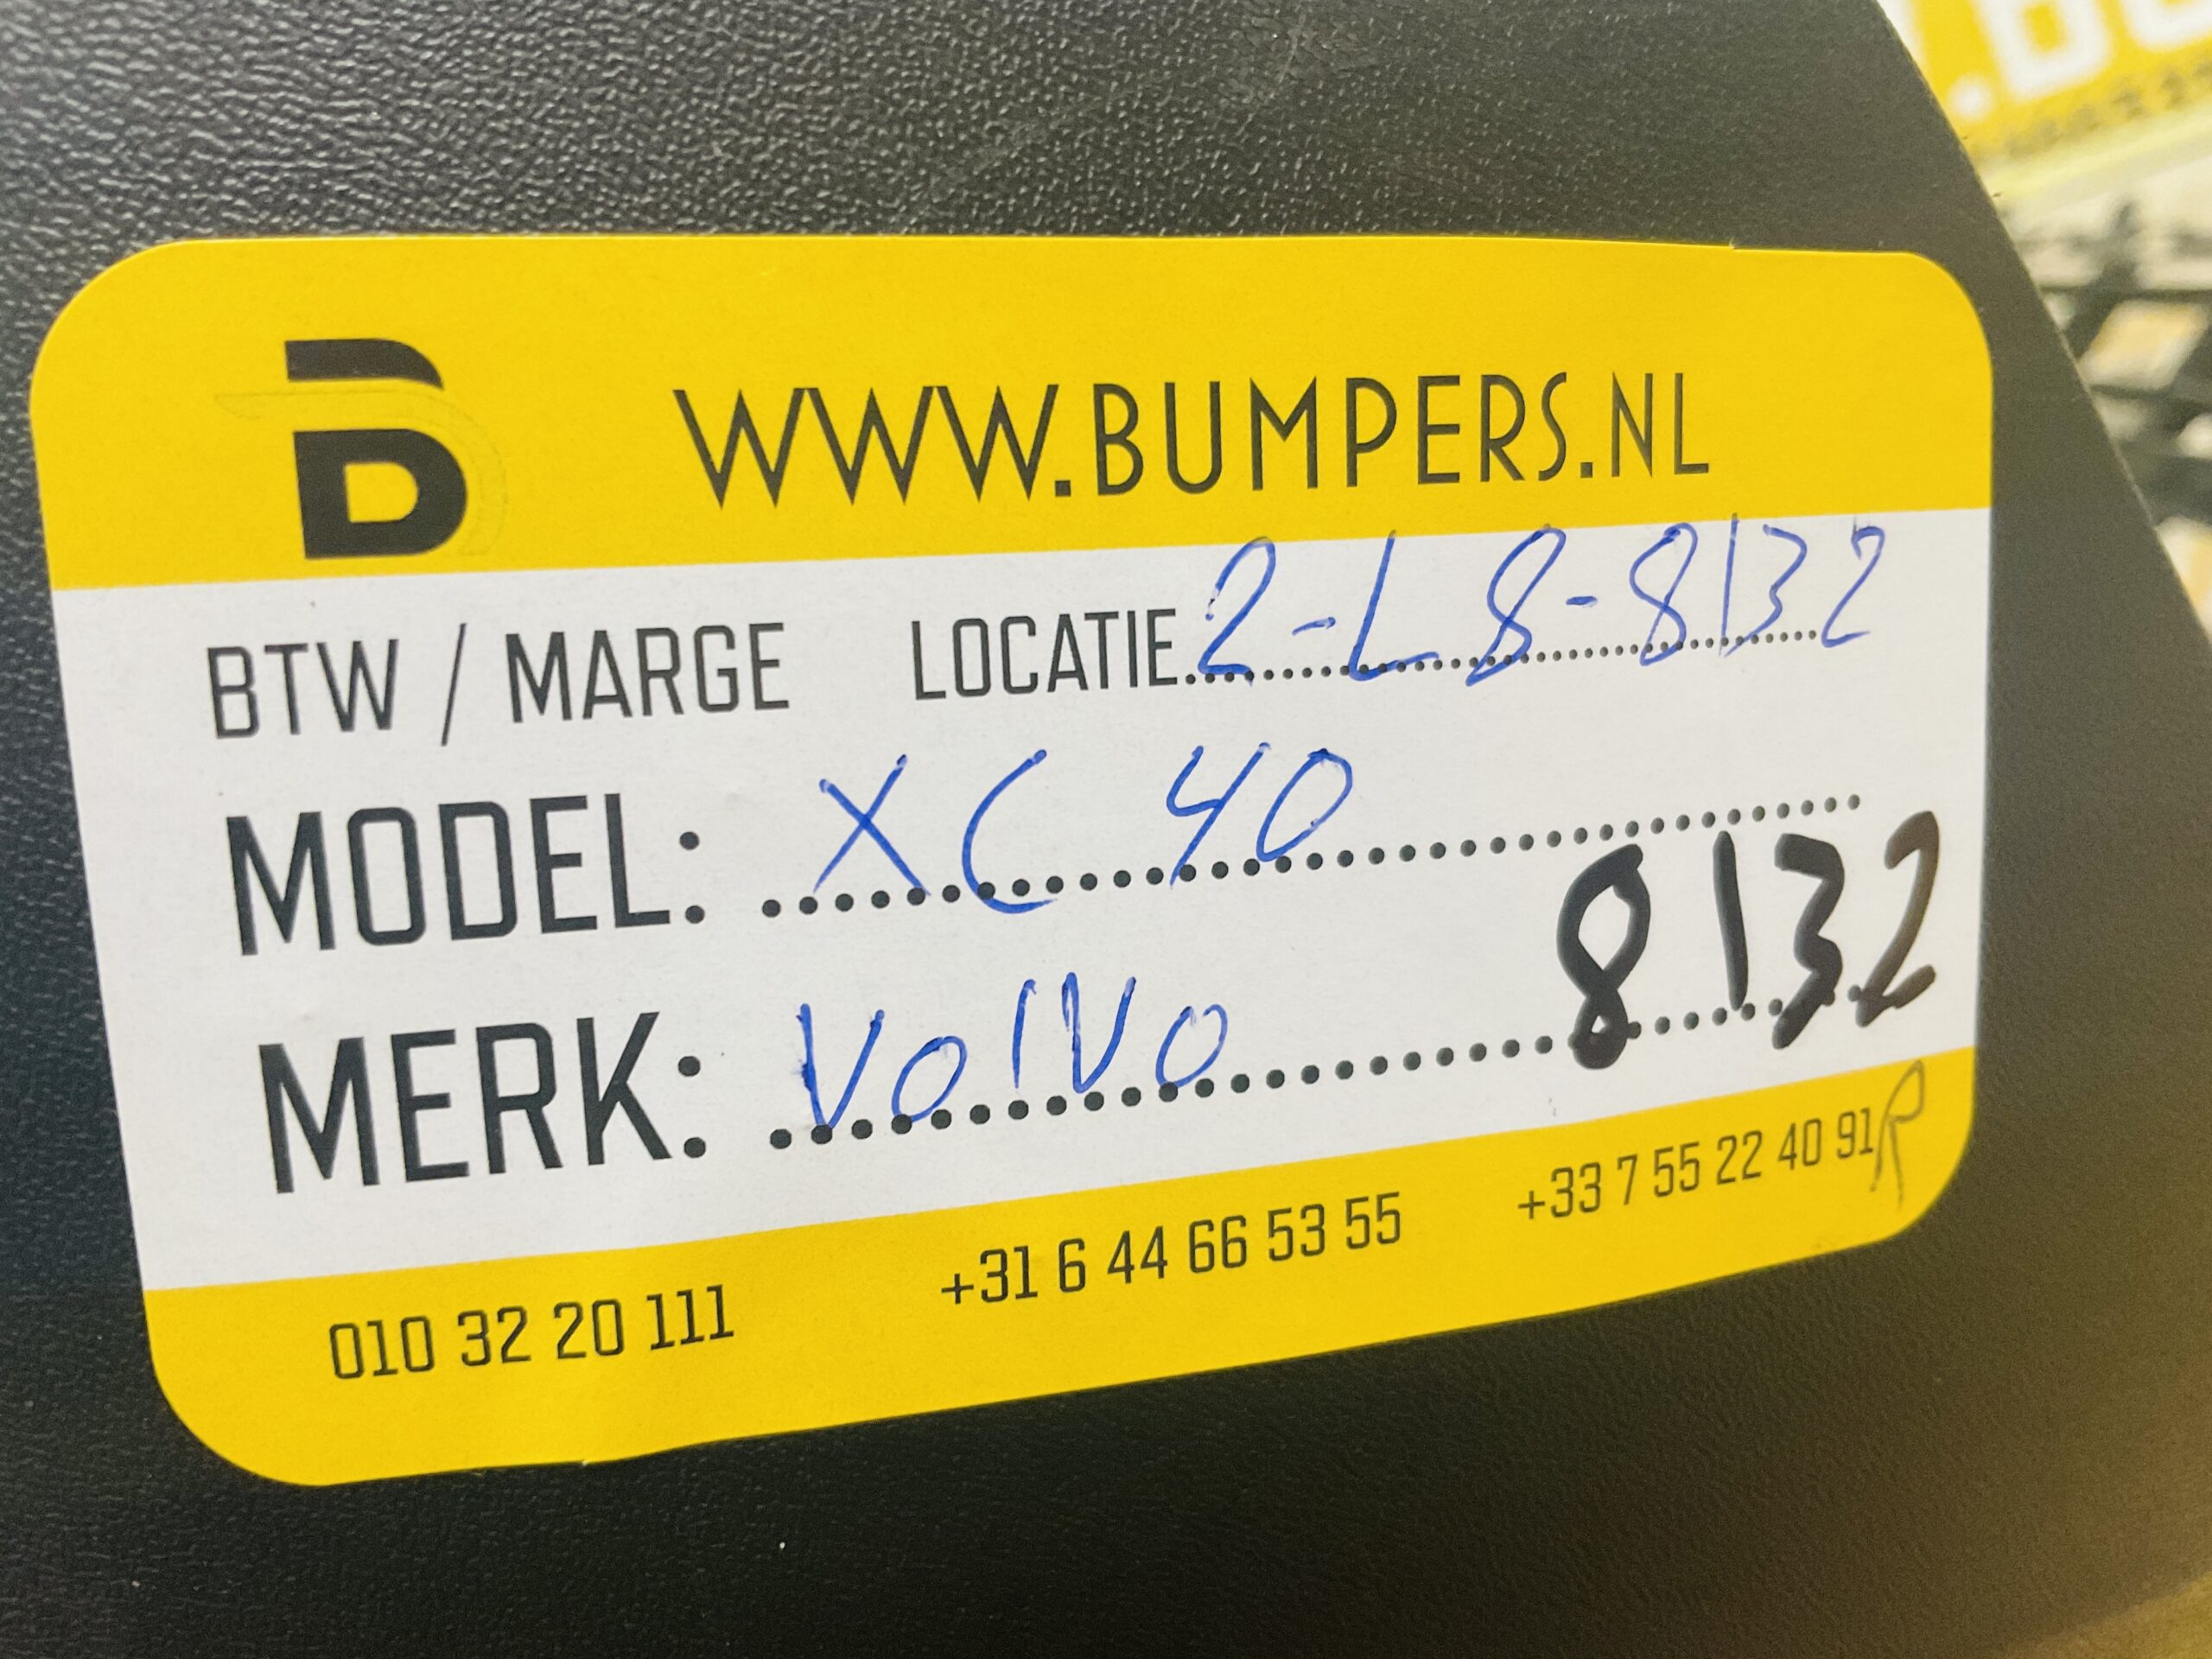 B WWW.BUMPERS.NL
BTW / MARGE LOCATIE 2-L8-8132
MODEL: XC 40
MERK: Volvo 8132
010 32 20 111 +31 6 44 66 53 55 +33 7 55 22 40 91 R